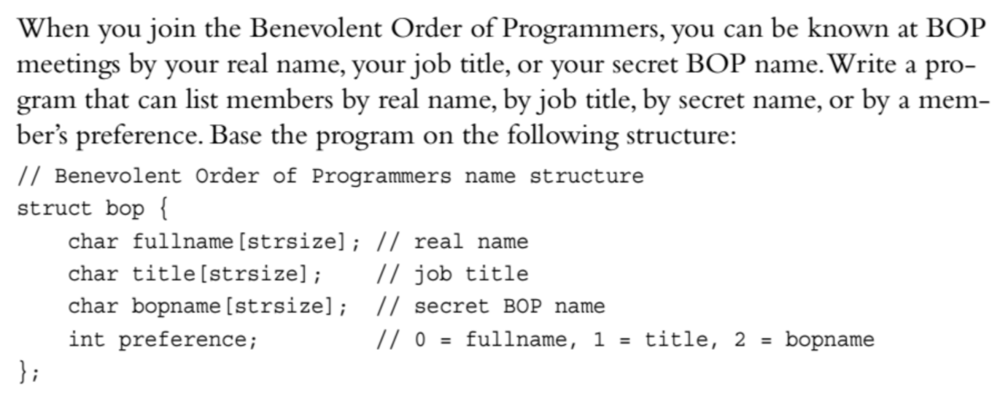 When you join the Benevolent Order of Programmers, you can be known at BOP
meetings by your real name, your job title, or your secret BOP name. Write a pro-
gram that can list members by real name, by job title, by secret name, or by a mem-
ber’s preference. Base the program on the following structure:
// Benevolent Order of Programmers name structure
struct bop {
    char fullname[strsize]; // real name
    char title[strsize];    // job title
    char bopname[strsize];  // secret BOP name
    int preference;         // 0 = fullname, 1 = title, 2 = bopname
};